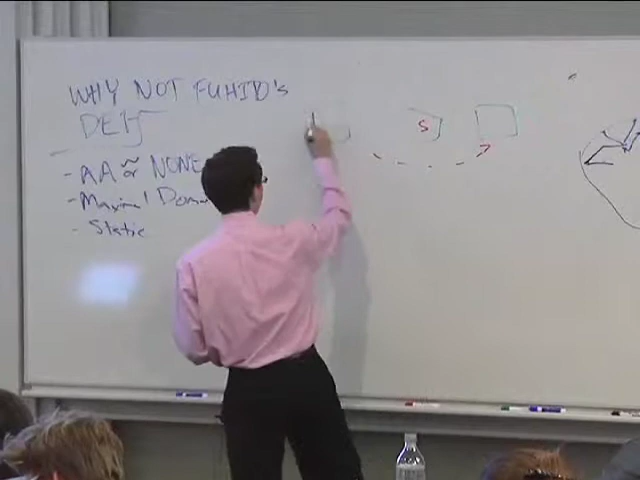 WHY NOT FUHID's
DEF
- AA or NONE
- Maximal Dom
- Static
S